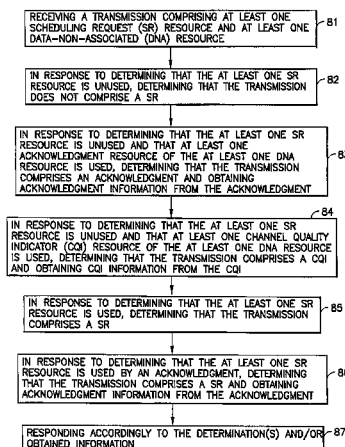 RECEIVING A TRANSMISSION COMPRISING AT LEAST ONE
SCHEDULING REQUEST (SR) RESOURCE AND AT LEAST ONE
DATA-NON-ASSOCIATED (DNA) RESOURCE
81
IN RESPONSE TO DETERMINING THAT THE AT LEAST ONE SR
RESOURCE IS UNUSED, DETERMINING THAT THE TRANSMISSION
DOES NOT COMPRISE A SR
82
IN RESPONSE TO DETERMINING THAT THE AT LEAST ONE SR
RESOURCE IS UNUSED AND THAT AT LEAST ONE
ACKNOWLEDGMENT RESOURCE OF THE AT LEAST ONE DNA
RESOURCE IS USED, DETERMINING THAT THE TRANSMISSION
COMPRISES AN ACKNOWLEDGMENT AND OBTAINING
ACKNOWLEDGMENT INFORMATION FROM THE ACKNOWLEDGMENT
84
IN RESPONSE TO DETERMINING THAT THE AT LEAST ONE SR
RESOURCE IS UNUSED AND THAT AT LEAST ONE CHANNEL QUALITY
INDICATOR (CQI) RESOURCE OF THE AT LEAST ONE DNA RESOURCE
IS USED, DETERMINING THAT THE TRANSMISSION COMPRISES A CQI
AND OBTAINING CQI INFORMATION FROM THE CQI
IN RESPONSE TO DETERMINING THAT THE AT LEAST ONE SR
RESOURCE IS USED, DETERMINING THAT THE TRANSMISSION
COMPRISES A SR
85
IN RESPONSE TO DETERMINING THAT THE AT LEAST ONE SR
RESOURCE IS USED BY AN ACKNOWLEDGMENT, DETERMINING
THAT THE TRANSMISSION COMPRISES A SR AND OBTAINING
ACKNOWLEDGMENT INFORMATION FROM THE ACKNOWLEDGMENT
RESPONDING ACCORDINGLY TO THE DETERMINATION(S) AND/OR
OBTAINED INFORMATION
87